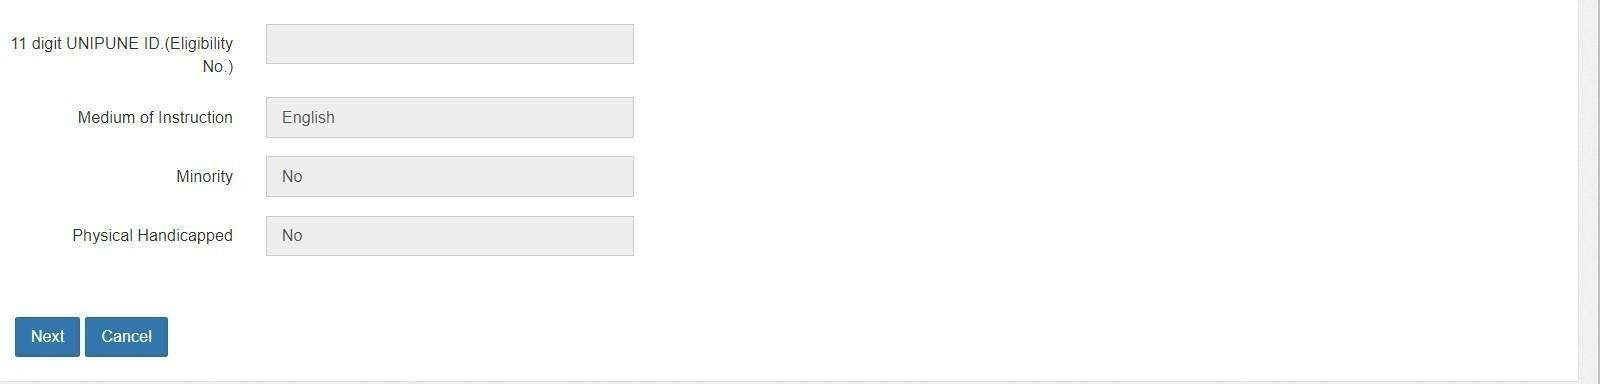 11 digit UNIPUNE ID.(Eligibility
No.)
Medium of Instruction English
Minority No
Physical Handicapped No
Next Cancel